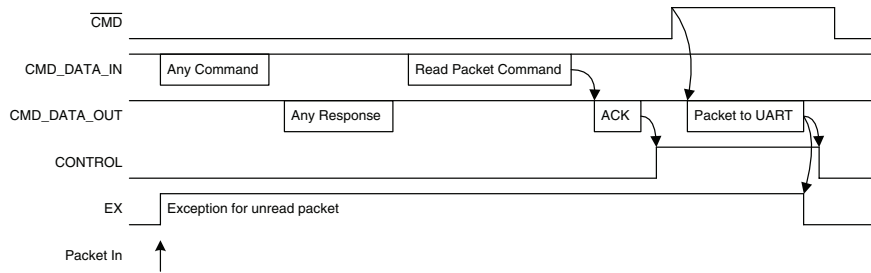 CMD
CMD_DATA_IN Any Command Read Packet Command
CMD_DATA_OUT Any Response ACK Packet to UART
CONTROL
EX Exception for unread packet
Packet In